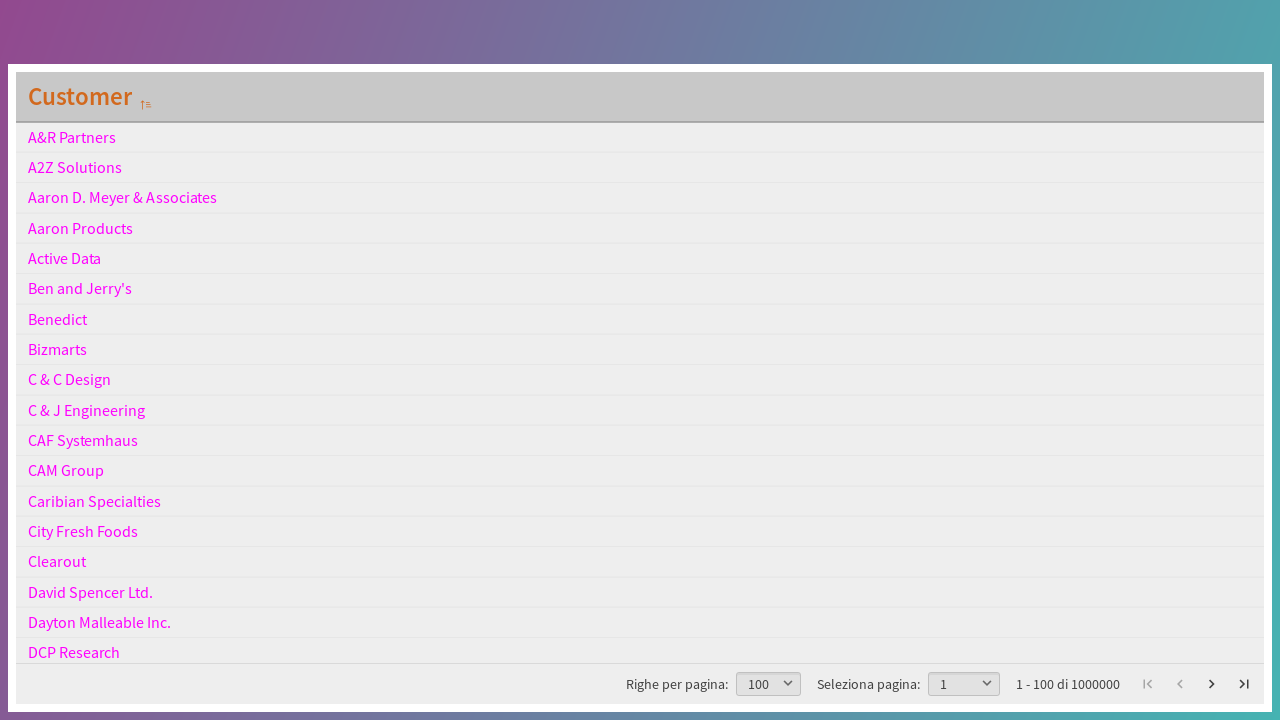 Customer
A&R Partners
A2Z Solutions
Aaron D. Meyer & Associates
Aaron Products
Active Data
Ben and Jerry's
Benedict
Bizmarts
C & C Design
C & J Engineering
CAF Systemhaus
CAM Group
Caribian Specialties
City Fresh Foods
Clearout
David Spencer Ltd.
Dayton Malleable Inc.
DCP Research
Righe per pagina: 100 Seleziona pagina: 1 1 - 100 di 1000000